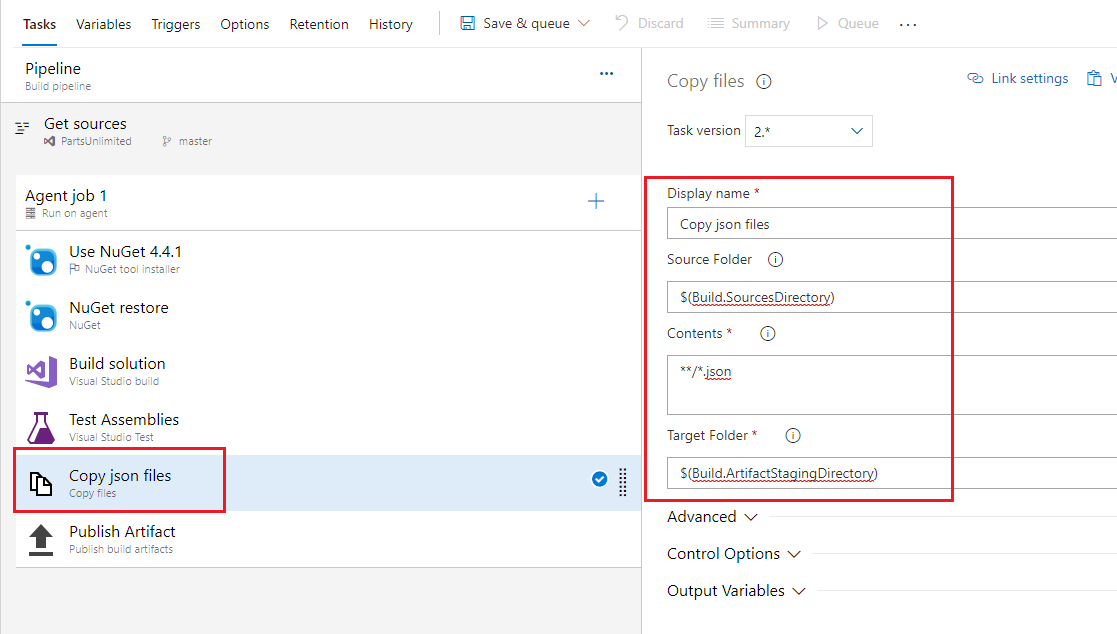 Tasks Variables Triggers Options Retention History Save & queue Discard Summary Queue ...
Pipeline
Build pipeline
Get sources
PartsUnlimited master
Agent job 1
Run on agent
Use NuGet 4.4.1
NuGet tool installer
NuGet restore
NuGet
Build solution
Visual Studio build
Test Assemblies
Visual Studio Test
Copy json files
Copy files
Publish Artifact
Publish build artifacts
Copy files Link settings V
Task version 2.*
Display name *
Copy json files
Source Folder
$(Build.SourcesDirectory)
Contents *
**/*.json
Target Folder *
$(Build.ArtifactStagingDirectory)
Advanced
Control Options
Output Variables